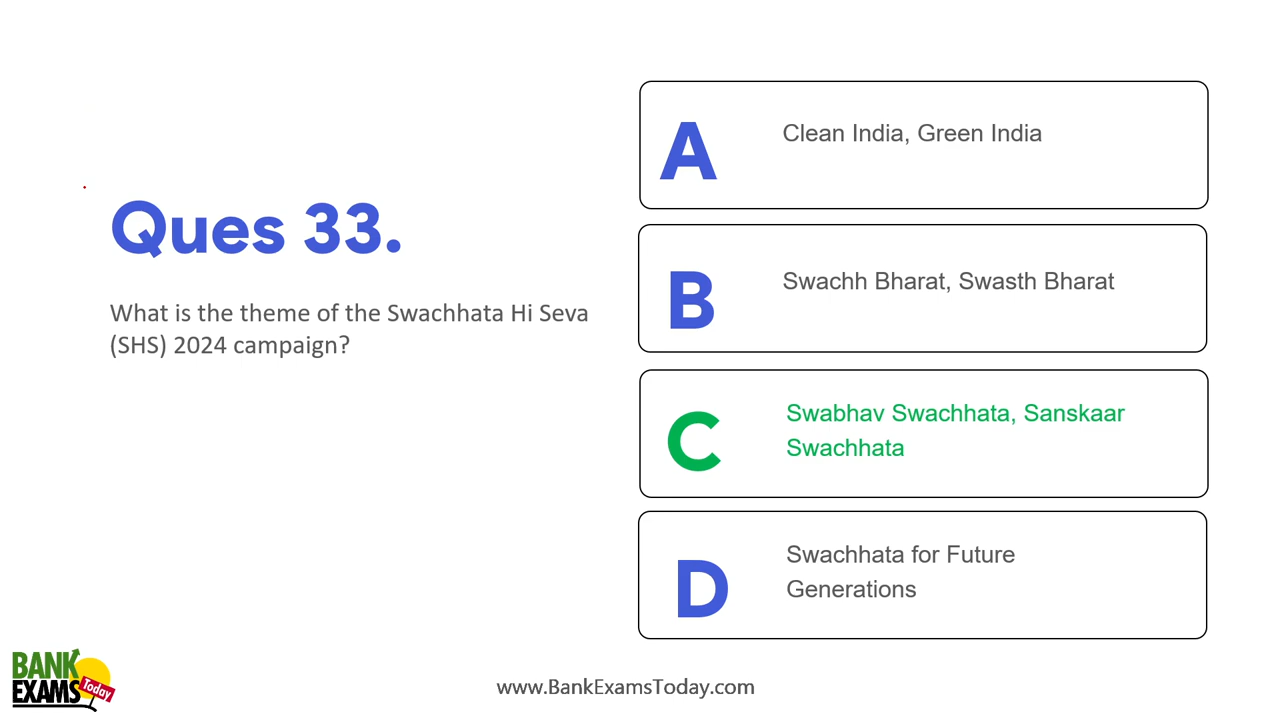 Ques 33.
What is the theme of the Swachhata Hi Seva
(SHS) 2024 campaign?
A
Clean India, Green India
B
Swachh Bharat, Swasth Bharat
C
Swabhav Swachhata, Sanskaar
Swachhata
D
Swachhata for Future
Generations
BANK
EXAMS
Today
www.BankExamsToday.com